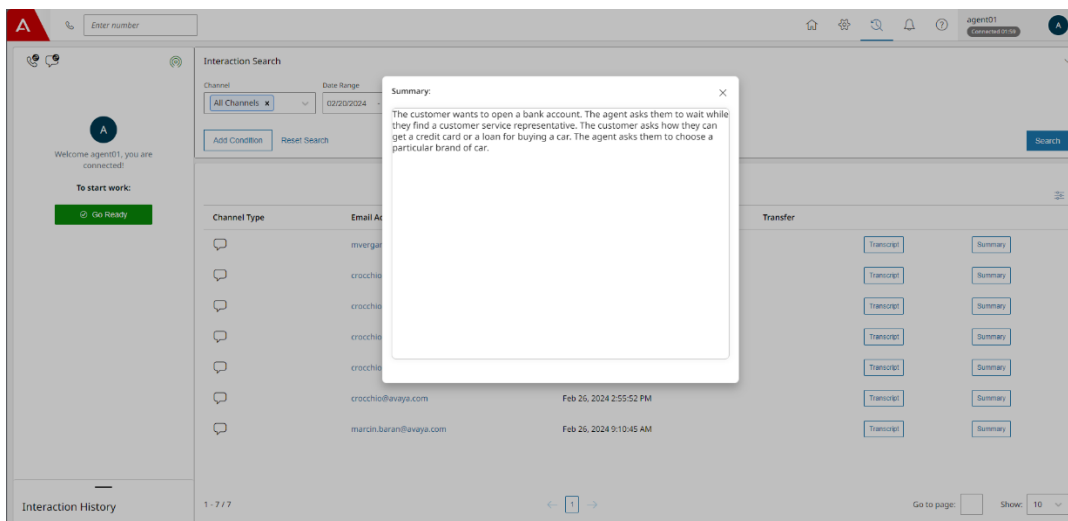 A
Enter number
agent01
Connected 01:59
A
Interaction Search
Channel
Date Range
All Channels x
02/20/2024 -
Add Condition
Reset Search
Search
A
Welcome agent01, you are
connected!
To start work:
Go Ready
Summary:
The customer wants to open a bank account. The agent asks them to wait while
they find a customer service representative. The customer asks how they can
get a credit card or a loan for buying a car. The agent asks them to choose a
particular brand of car.
Channel Type
Email Ad
Transfer
mvergar
Transcript
Summary
crocchio
Transcript
Summary
crocchio
Transcript
Summary
crocchio
Transcript
Summary
crocchio
Transcript
Summary
crocchio@avaya.com
Feb 26, 2024 2:55:52 PM
Transcript
Summary
marcin.baran@avaya.com
Feb 26, 2024 9:10:45 AM
Transcript
Summary
Interaction History
1 - 7 / 7
1
Go to page:
Show: 10